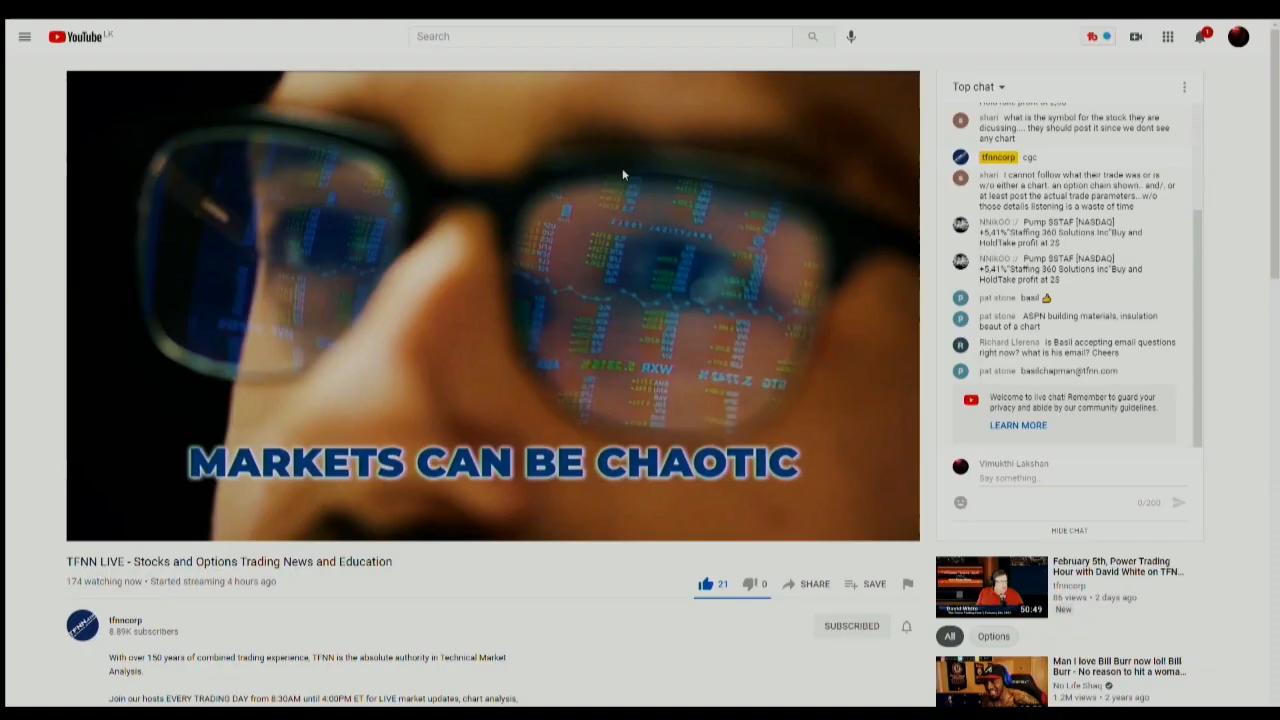 YouTube LK
Search
1
MARKETS CAN BE CHAOTIC
TFNN LIVE - Stocks and Options Trading News and Education
174 watching now • Started streaming 4 hours ago
21
0
SHARE
SAVE
tfnncorp
8.89K subscribers
SUBSCRIBED
With over 150 years of combined trading experience, TFNN is the absolute authority in Technical Market
Analysis.
Join our hosts EVERY TRADING DAY from 8:30AM until 4:00PM ET for LIVE market updates, chart analysis,
Top chat
shari what is the symbol for the stock they are
dicussing.... they should post it since we dont see
any chart
tfnncorp cgc
shari I cannot follow what their trade was or is
w/o either a chart. an option chain shown.. and/. or
at least post the actual trade parameters...w/o
those details listening is a waste of time
NNikOO :/ Pump $STAF [NASDAQ]
+5,41%"Staffing 360 Solutions Inc"Buy and
HoldTake profit at 2$
NNikOO :/ Pump $STAF [NASDAQ]
+5,41%"Staffing 360 Solutions Inc"Buy and
HoldTake profit at 2$
pat stone basil 👍
pat stone ASPN building materials, insulation
beaut of a chart
Richard Llerena is Basil accepting email questions
right now? what is his email? Cheers
pat stone basilchapman@tfnn.com
Welcome to live chat! Remember to guard your
privacy and abide by our community guidelines.
LEARN MORE
Vimukthi Lakshan
Say something...
0/200
HIDE CHAT
February 5th, Power Trading
Hour with David White on TFN...
tfnncorp
86 views • 2 days ago
New
David White
50:49
All
Options
Man I love Bill Burr now lol! Bill
Burr - No reason to hit a woma...
No Life Shaq
1.2M views • 2 years ago